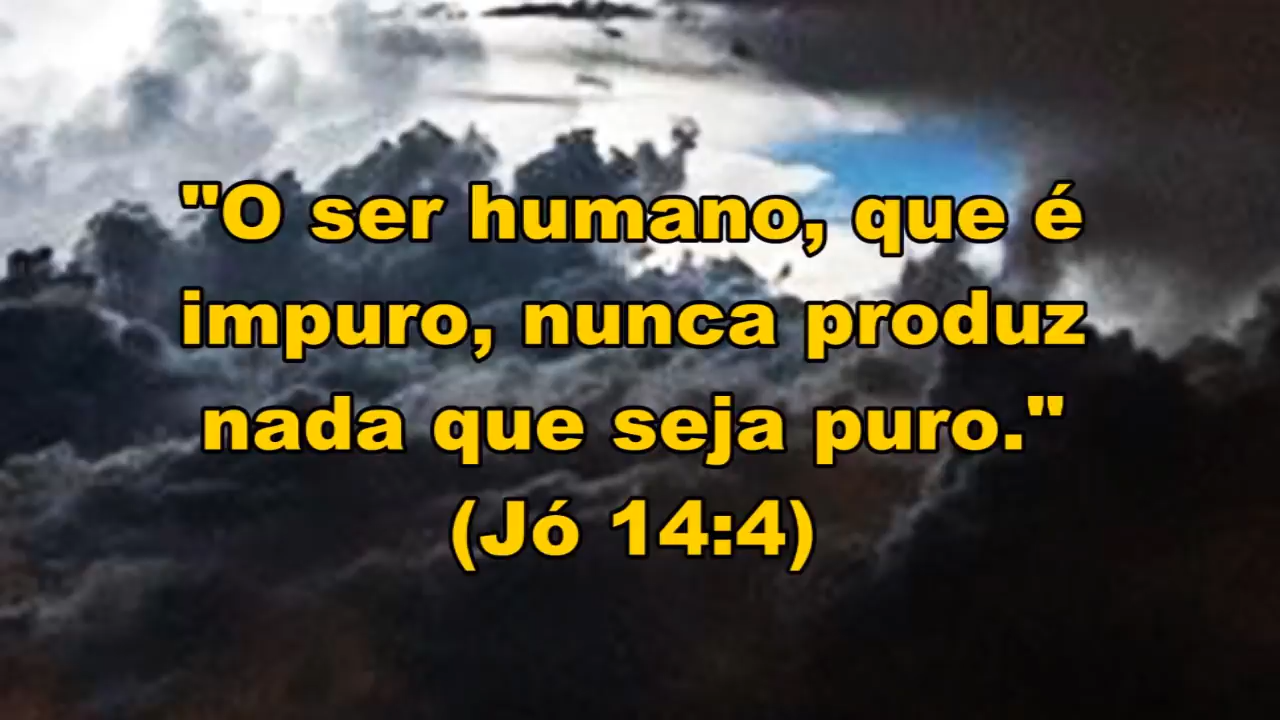 "O ser humano, que é
impuro, nunca produz
nada que seja puro."
(Jó 14:4)